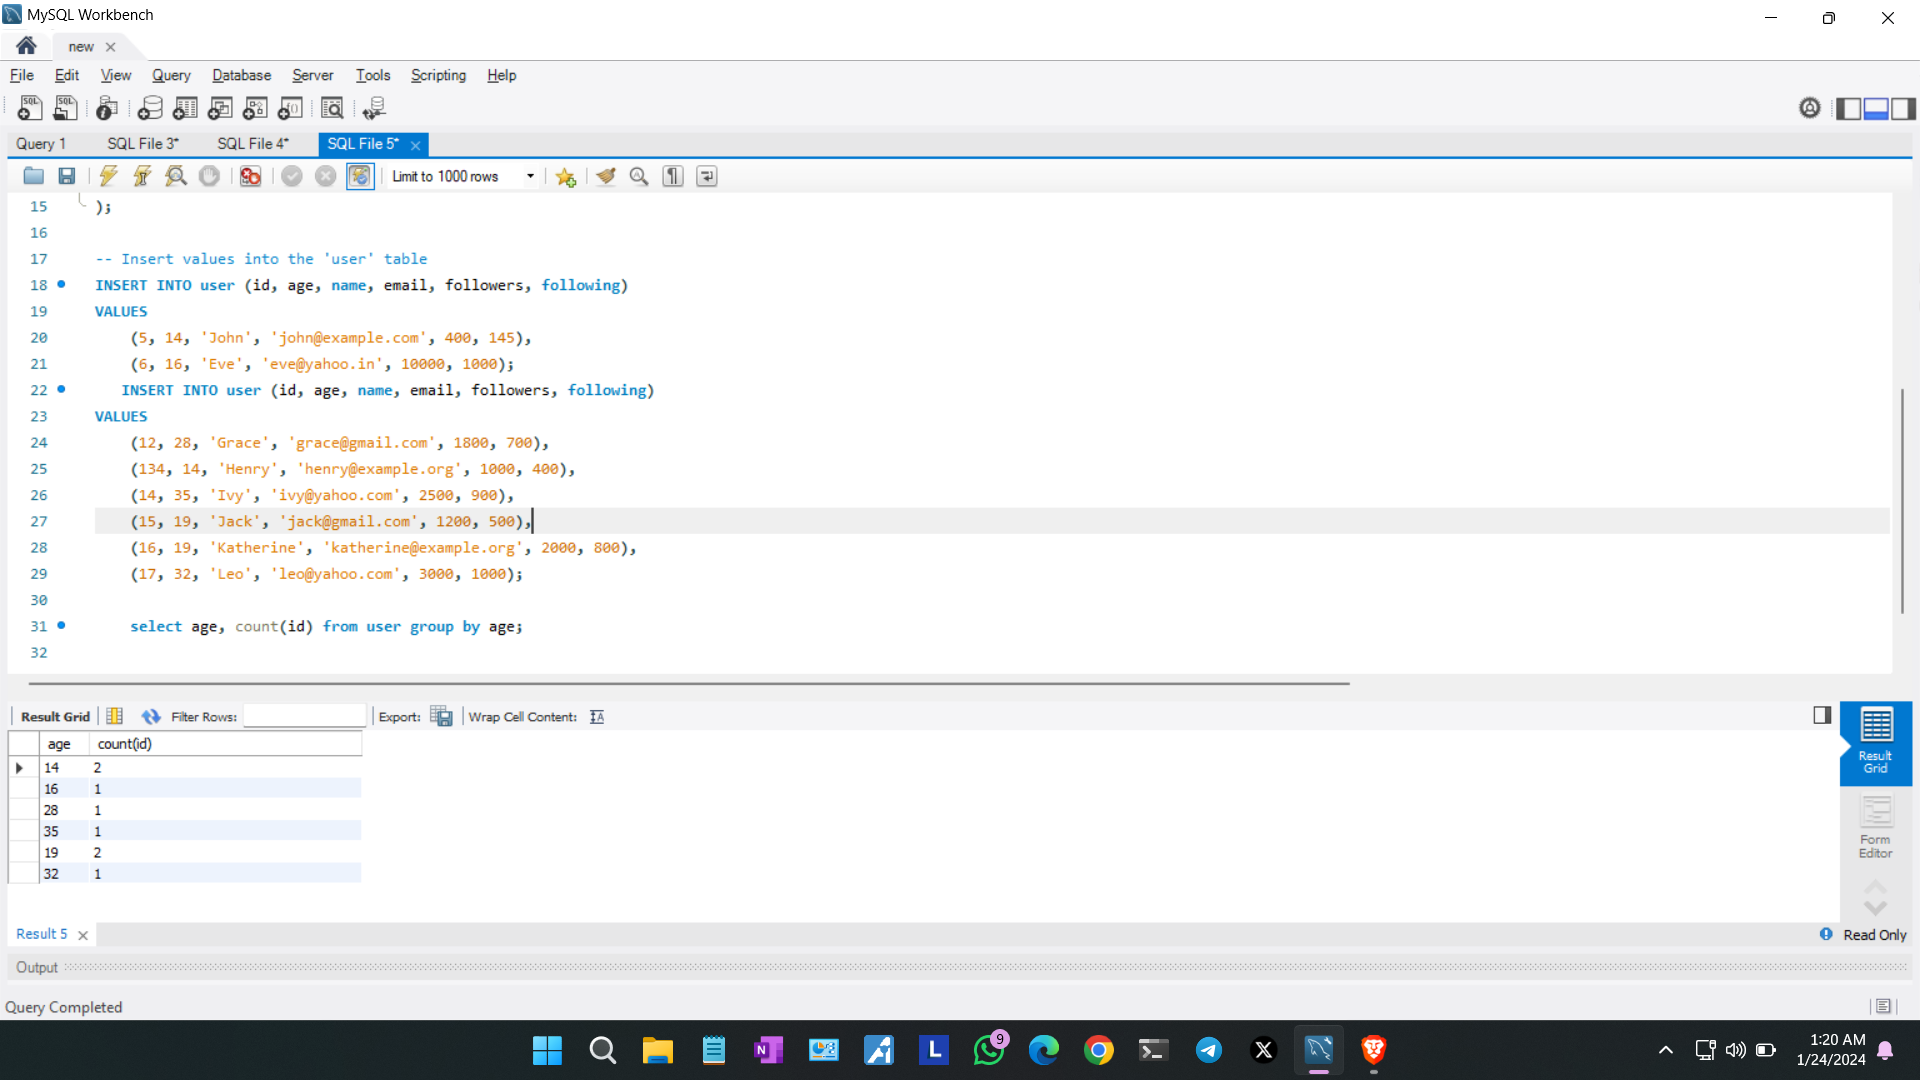 MySQL Workbench
new
File Edit View Query Database Server Tools Scripting Help
Query 1 SQL File 3* SQL File 4* SQL File 5*
Limit to 1000 rows
15 );
16
17 -- Insert values into the 'user' table
18 INSERT INTO user (id, age, name, email, followers, following)
19 VALUES
20 (5, 14, 'John', 'john@example.com', 400, 145),
21 (6, 16, 'Eve', 'eve@yahoo.in', 10000, 1000);
22 INSERT INTO user (id, age, name, email, followers, following)
23 VALUES
24 (12, 28, 'Grace', 'grace@gmail.com', 1800, 700),
25 (134, 14, 'Henry', 'henry@example.org', 1000, 400),
26 (14, 35, 'Ivy', 'ivy@yahoo.com', 2500, 900),
27 (15, 19, 'Jack', 'jack@gmail.com', 1200, 500),
28 (16, 19, 'Katherine', 'katherine@example.org', 2000, 800),
29 (17, 32, 'Leo', 'leo@yahoo.com', 3000, 1000);
30
31 select age, count(id) from user group by age;
32
Result Grid Filter Rows: Export: Wrap Cell Content:
age count(id)
14 2
16 1
28 1
35 1
19 2
32 1
Result
Grid
Form
Editor
Result 5
Read Only
Output
Query Completed
9
1:20 AM
1/24/2024